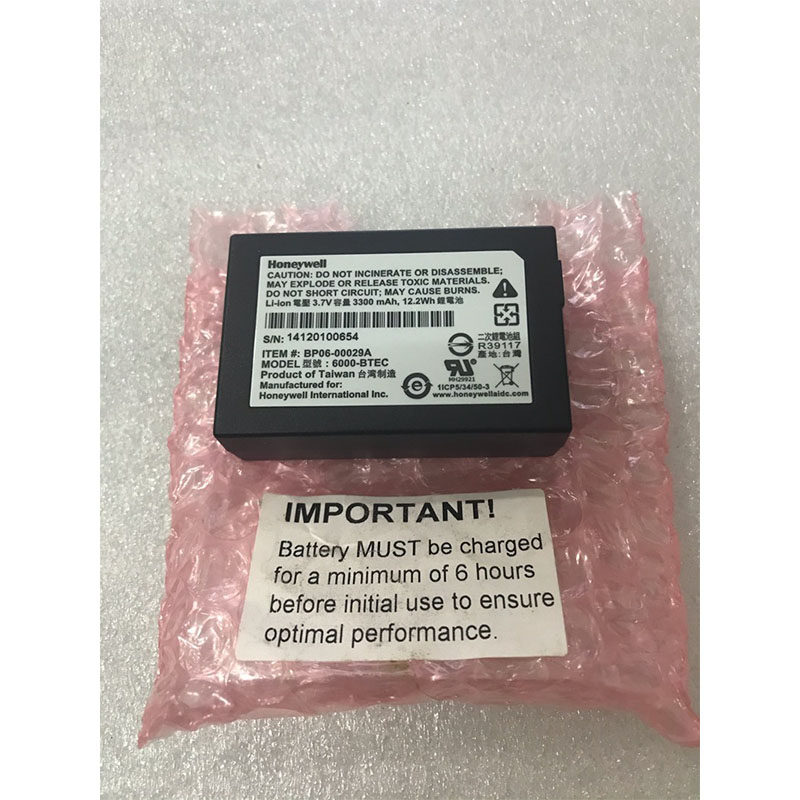 Honeywell
CAUTION: DO NOT INCINERATE OR DISASSEMBLE;
MAY EXPLODE OR RELEASE TOXIC MATERIALS.
DO NOT SHORT CIRCUIT; MAY CAUSE BURNS.
Li-ion 電壓 3.7V 容量 3300 mAh, 12.2Wh 鋰電池
S/N: 14120100654
ITEM #: BP06-00029A
MODEL 型號 : 6000-BTEC
Product of Taiwan 台湾制造
Manufactured for:
Honeywell International Inc.
二次鋰電池組
R39117
產地:台灣
MH29921
1ICP5/34/50-3
www.honeywellaidc.com
IMPORTANT!
Battery MUST be charged
for a minimum of 6 hours
before initial use to ensure
optimal performance.